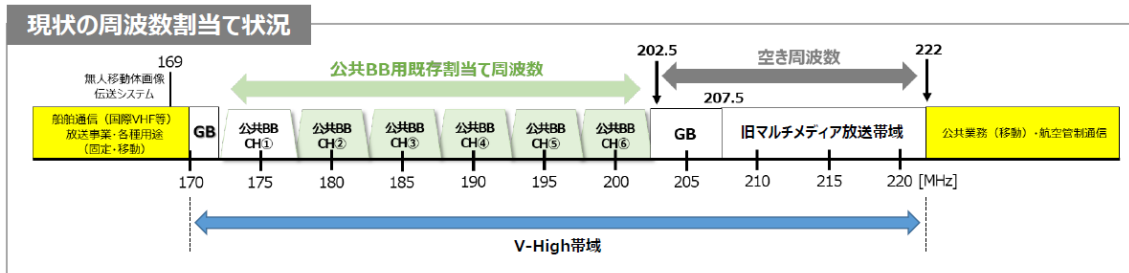 現状の周波数割当て状況
169
無人移動体画像
伝送システム
公共BB用既存割当て周波数
202.5
空き周波数
222
207.5
船舶通信（国際VHF等）
放送事業・各種用途
（固定・移動）
GB
公共BB
CH①
公共BB
CH②
公共BB
CH③
公共BB
CH④
公共BB
CH⑤
公共BB
CH⑥
GB
旧マルチメディア放送帯域
公共業務（移動）・航空管制通信
170 175 180 185 190 195 200 205 210 215 220 [MHz]
V-High帯域